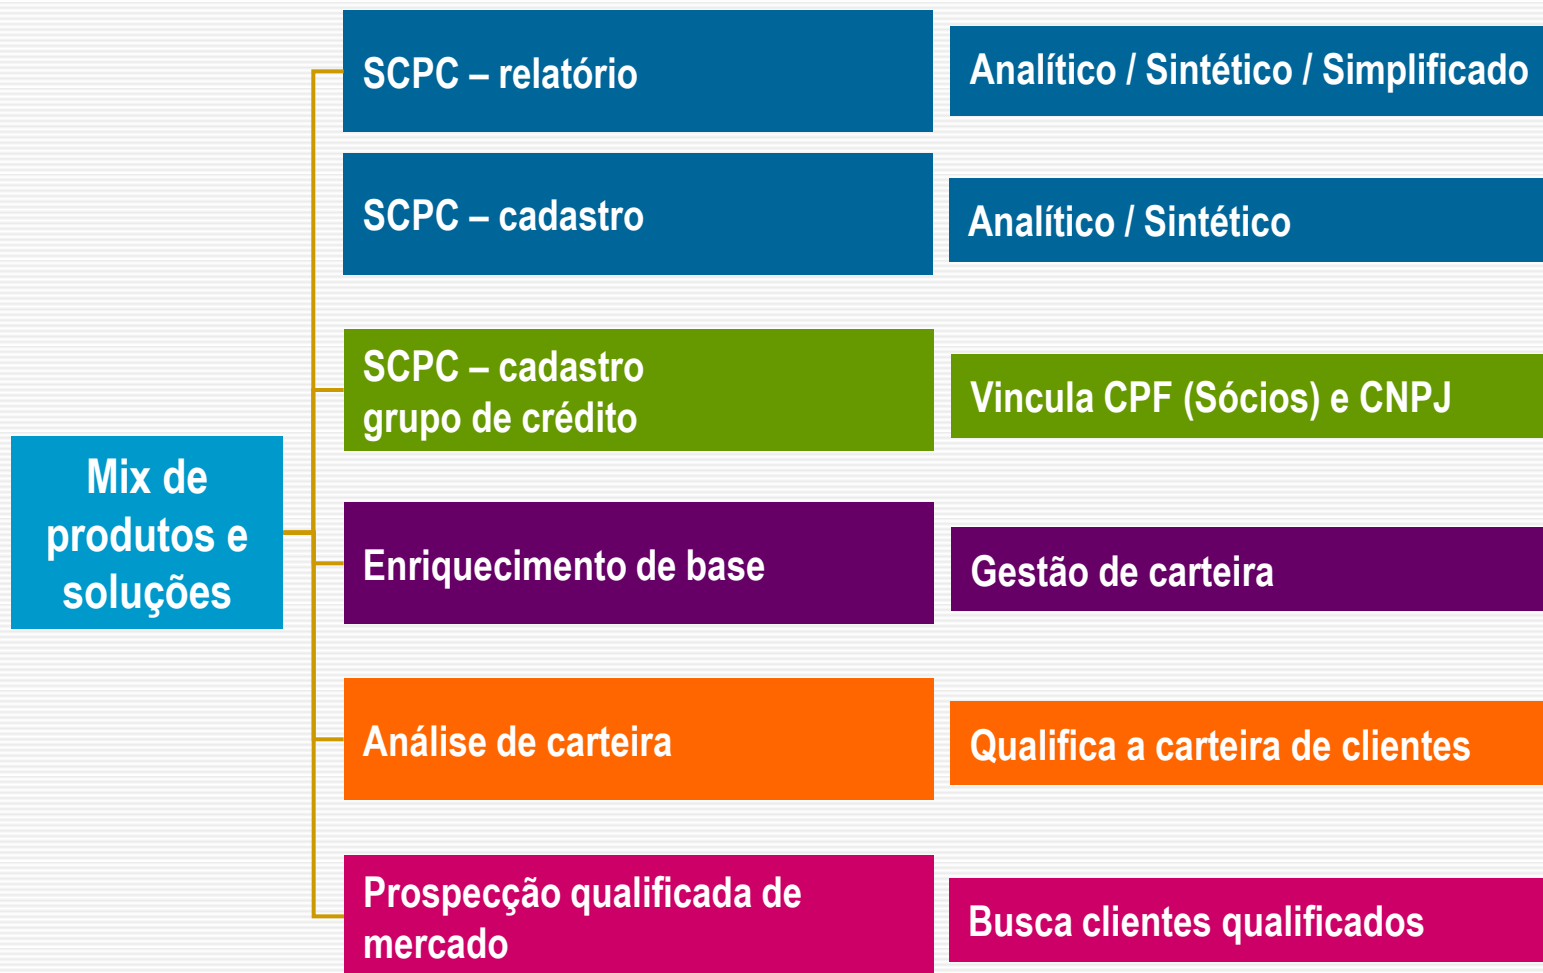 SCPC – relatório
Analítico / Sintético / Simplificado
SCPC – cadastro
Analítico / Sintético
SCPC – cadastro
grupo de crédito
Vincula CPF (Sócios) e CNPJ
Mix de
produtos e
soluções
Enriquecimento de base
Gestão de carteira
Análise de carteira
Qualifica a carteira de clientes
Prospecção qualificada de
mercado
Busca clientes qualificados